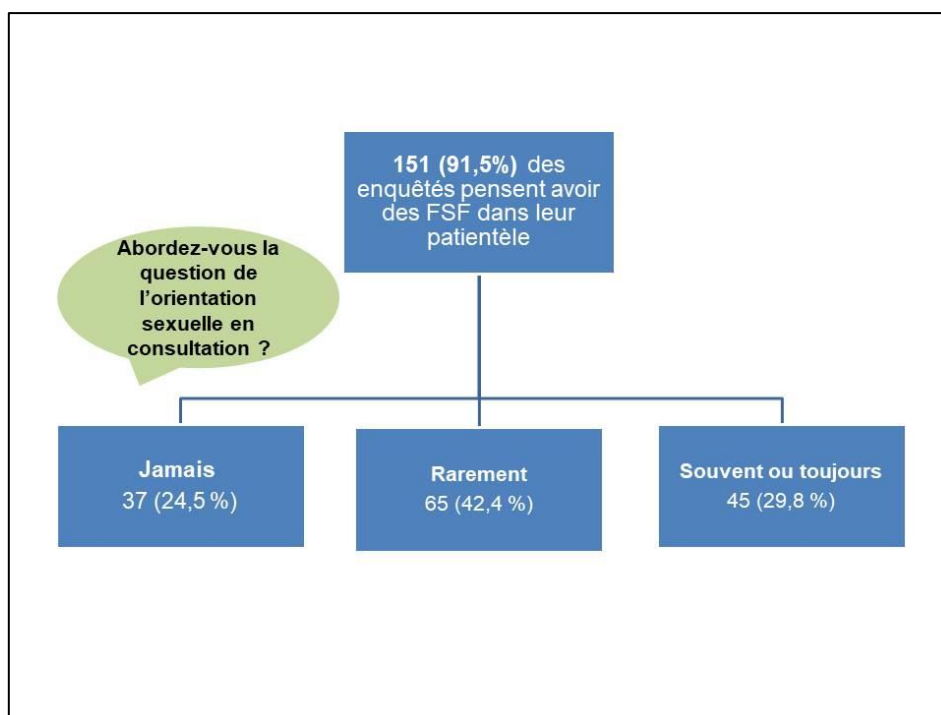 151 (91,5%) des
enquêtés pensent avoir
des FSF dans leur
patientèle
Abordez-vous la
question de
l’orientation
sexuelle en
consultation ?
Jamais
37 (24,5 %)
Rarement
65 (42,4 %)
Souvent ou toujours
45 (29,8 %)